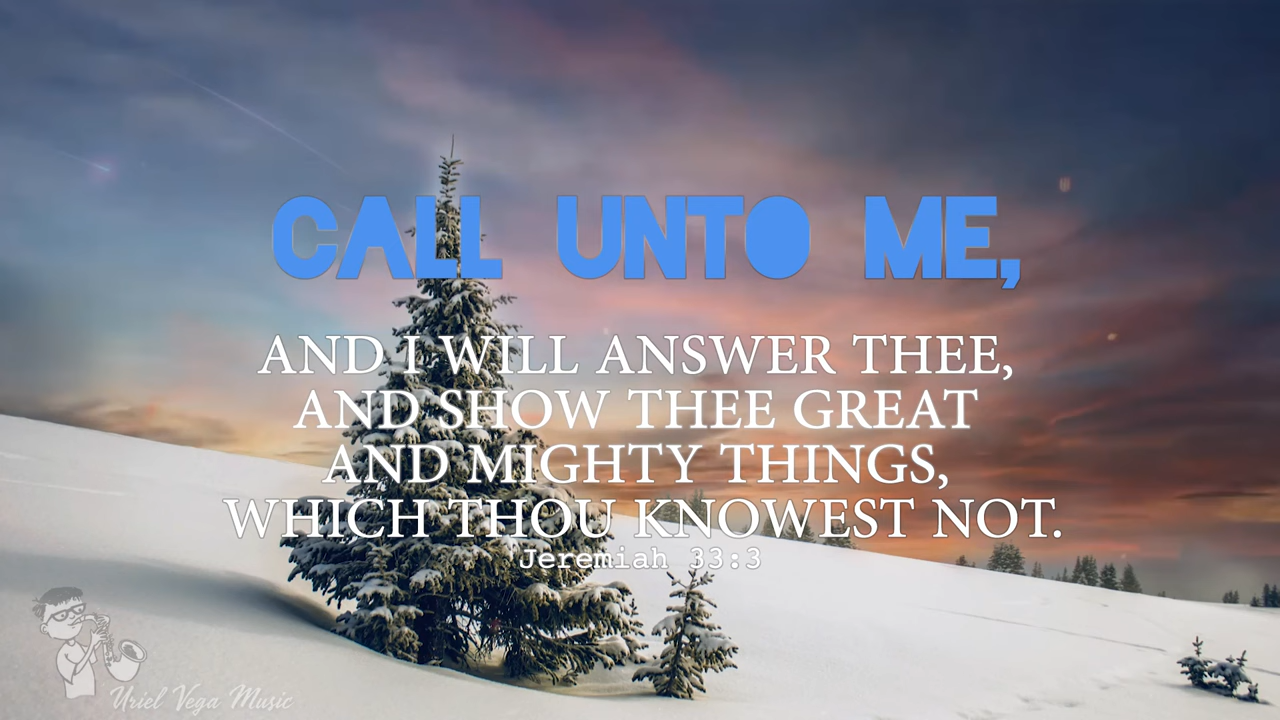 CALL UNTO ME,
AND I WILL ANSWER THEE,
AND SHOW THEE GREAT
AND MIGHTY THINGS,
WHICH THOU KNOWEST NOT.
Jeremiah 33:3
Uriel Vega Music